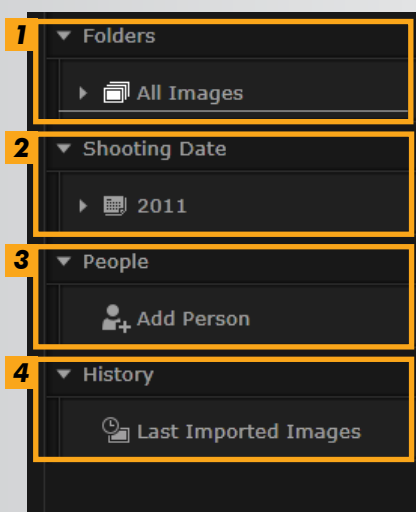 1
Folders
All Images
2
Shooting Date
2011
3
People
Add Person
4
History
Last Imported Images